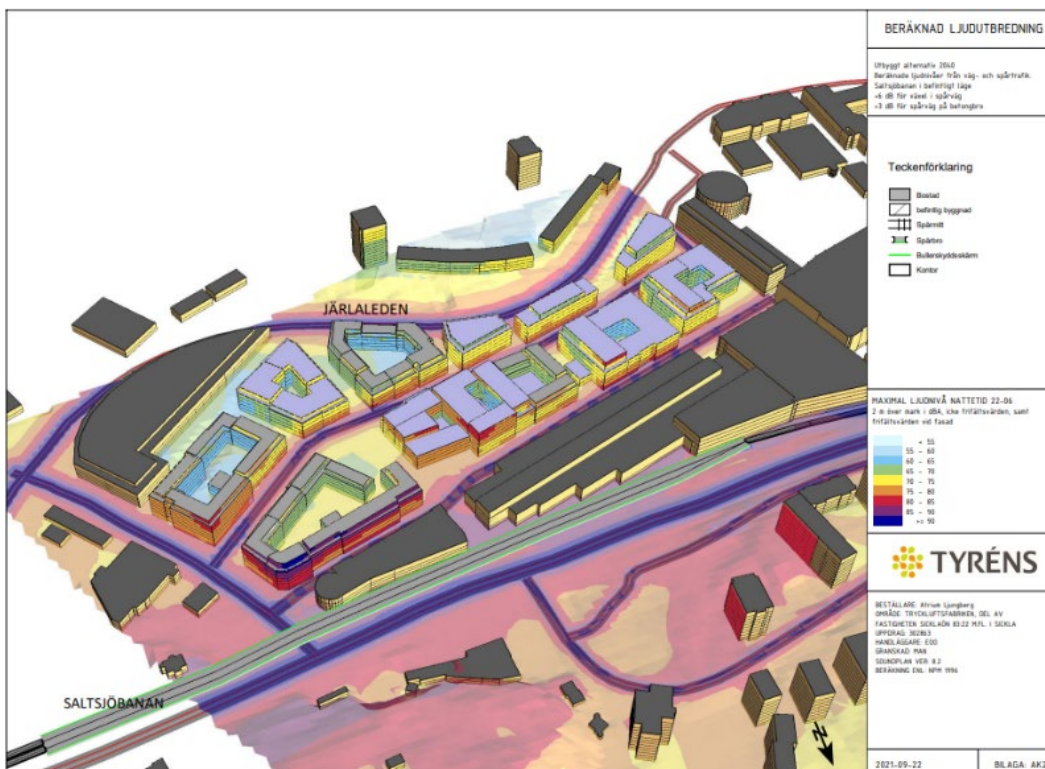 BERÄKNAD LJUDUTBREDNING
Utbyggt alternativ 2040
Beräknade ljudnivåer från väg- och spårtrafik.
Saltsjöbanan i befintligt läge
+6 dB för växel i spårväg
+3 dB för spårväg på betongbro
Teckenförklaring
Bostad
befintlig byggnad
Spårmitt
Spårbro
Bullerskyddsskärm
Kontor
JÄRLALEDEN
MAXIMAL LJUDNIVÅ NATTETID 22-06
2 m över mark i dBA, icke frifältsvärden, samt
frifältsvärden vid fasad
< 55
55 - 60
60 - 65
65 - 70
70 - 75
75 - 80
80 - 85
85 - 90
>= 90
TYRÉNS
BESTÄLLARE: Atrium Ljungberg
OMRÅDE: TRYCKLUFTSFABRIKEN, DEL AV
FASTIGHETEN SICKLAÖN 83:22 M.FL. I SICKLA
UPPDRAG: 302863
HANDLÄGGARE: EOO
GRANSKAD: MAN
SOUNDPLAN VER: 8.2
BERÄKNING ENL. NPM 1996
SALTSJÖBANAN
N
2021-09-22
BILAGA: AK2